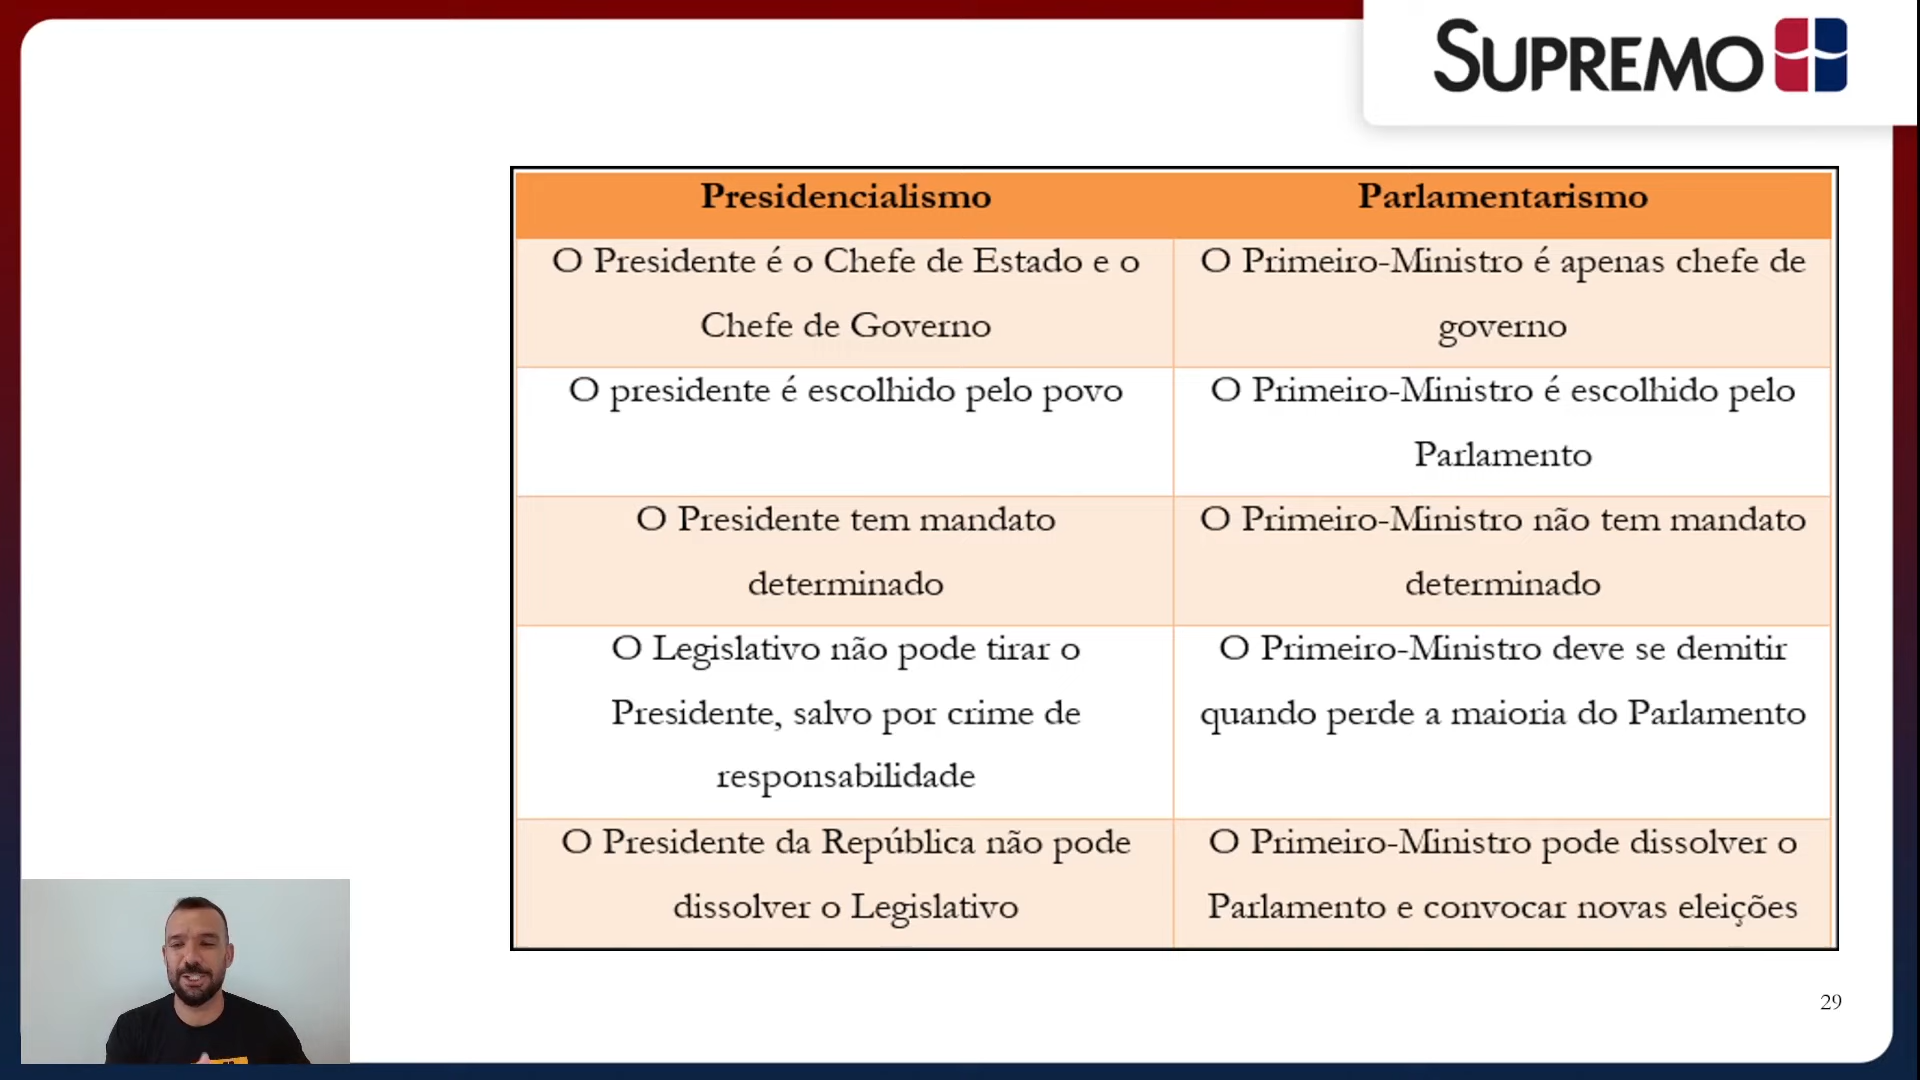 SUPREMO
Presidencialismo
Parlamentarismo
O Presidente é o Chefe de Estado e o
Chefe de Governo
O Primeiro-Ministro é apenas chefe de
governo
O presidente é escolhido pelo povo
O Primeiro-Ministro é escolhido pelo
Parlamento
O Presidente tem mandato
determinado
O Primeiro-Ministro não tem mandato
determinado
O Legislativo não pode tirar o
Presidente, salvo por crime de
responsabilidade
O Primeiro-Ministro deve se demitir
quando perde a maioria do Parlamento
O Presidente da República não pode
dissolver o Legislativo
O Primeiro-Ministro pode dissolver o
Parlamento e convocar novas eleições
29